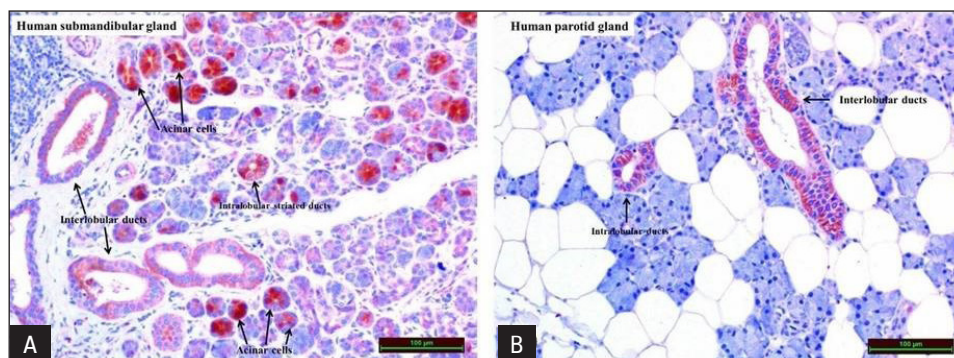 Human submandibular gland
Acinar cells
Intralobular striated ducts
Interlobular ducts
Acinar cells
100 µm
A
Human parotid gland
Interlobular ducts
Intralobular ducts
100 µm
B